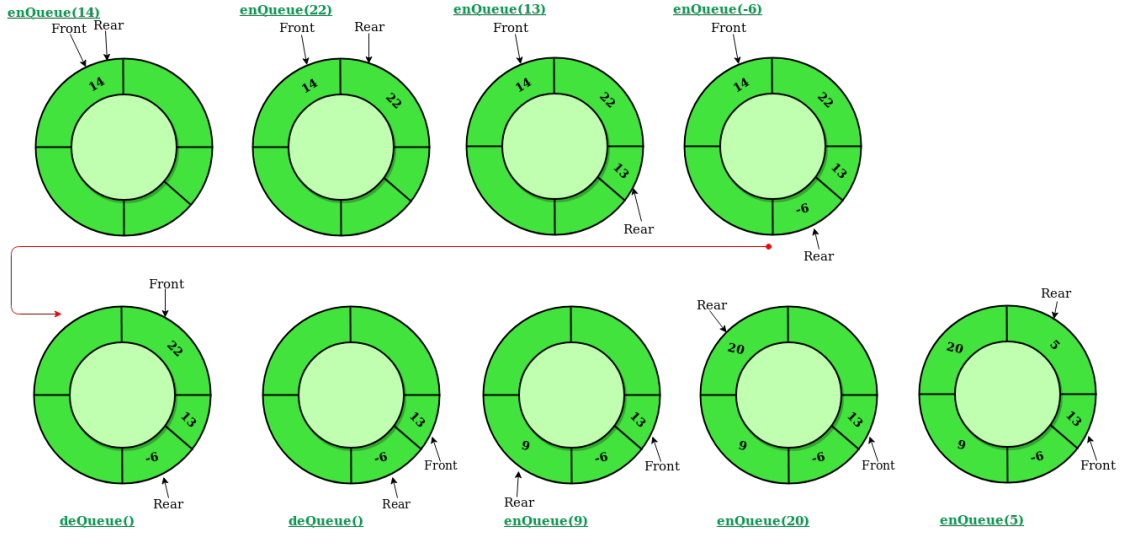 enQueue(14)
Front
Rear
14
enQueue(22)
Front
Rear
14
22
enQueue(13)
Front
14
22
13
Rear
enQueue(-6)
Front
14
22
13
-6
Rear
Front
22
13
-6
Rear
deQueue()
13
-6
Front
Rear
deQueue()
13
9
-6
Front
Rear
enQueue(9)
Rear
20
13
9
-6
Front
enQueue(20)
Rear
20
5
13
9
-6
Front
enQueue(5)